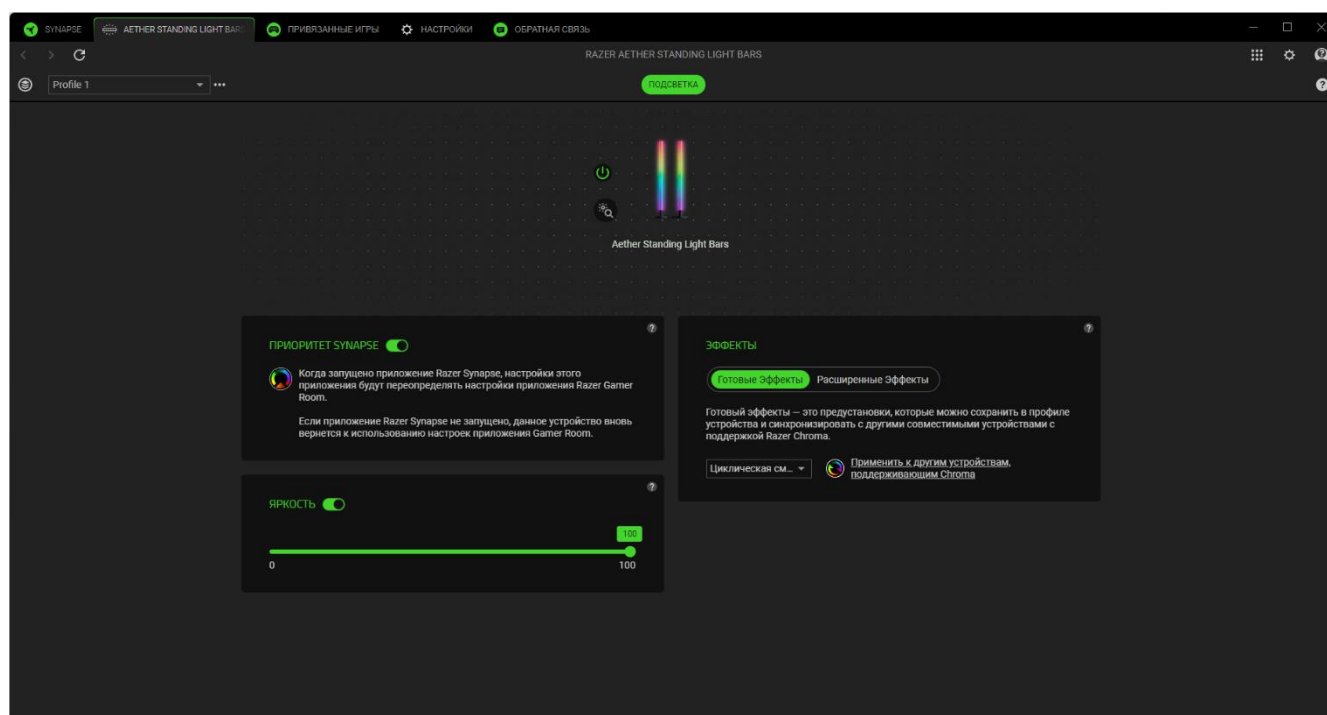 SYNAPSE
AETHER STANDING LIGHT BARS
ПРИВЯЗАННЫЕ ИГРЫ
НАСТРОЙКИ
ОБРАТНАЯ СВЯЗЬ
RAZER AETHER STANDING LIGHT BARS
Profile 1
ПОДСВЕТКА
Aether Standing Light Bars
ПРИОРИТЕТ SYNAPSE
Когда запущено приложение Razer Synapse, настройки этого
приложения будут переопределять настройки приложения Razer Gamer
Room.
Если приложение Razer Synapse не запущено, данное устройство вновь
вернется к использованию настроек приложения Gamer Room.
ЯРКОСТЬ
100
0
100
ЭФФЕКТЫ
Готовые Эффекты
Расширенные Эффекты
Готовый эффекты — это предустановки, которые можно сохранить в профиле
устройства и синхронизировать с другими совместимыми устройствами с
поддержкой Razer Chroma.
Циклическая см...
Применить к другим устройствам,
поддерживающим Chroma